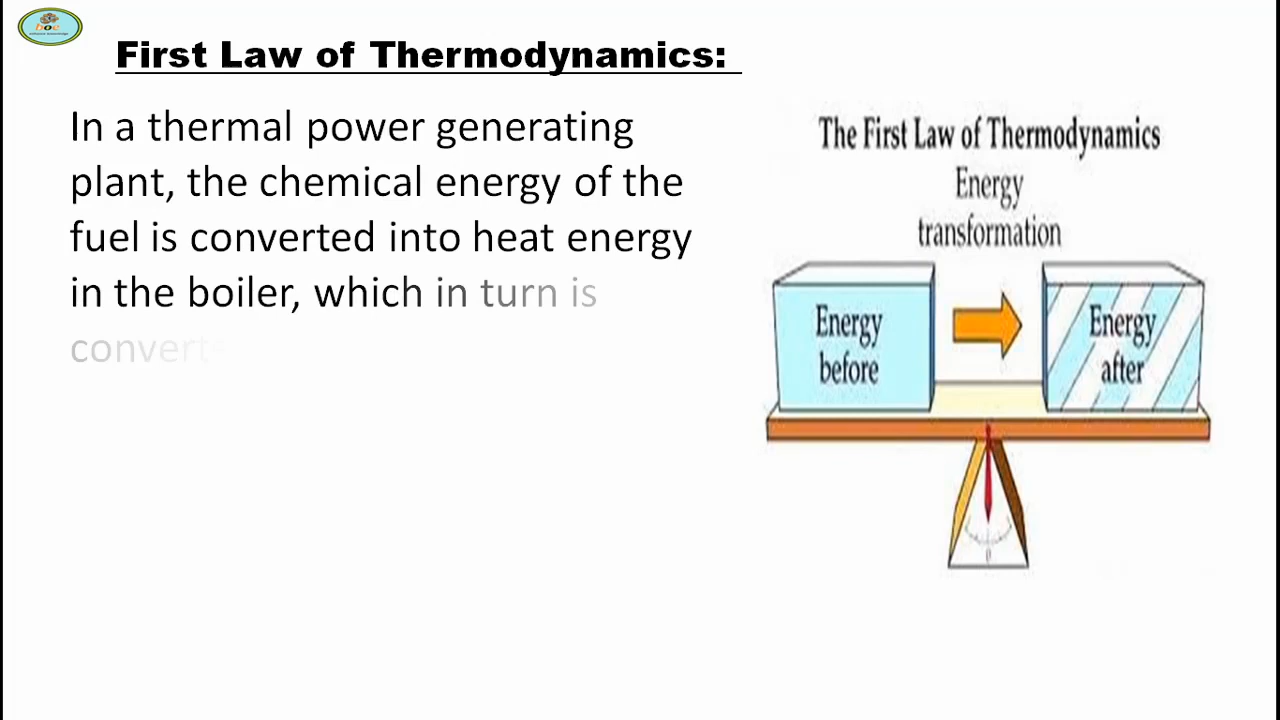 First Law of Thermodynamics:
In a thermal power generating
plant, the chemical energy of the
fuel is converted into heat energy
in the boiler, which in turn is
The First Law of Thermodynamics
Energy
transformation
Energy
before
Energy
after
0